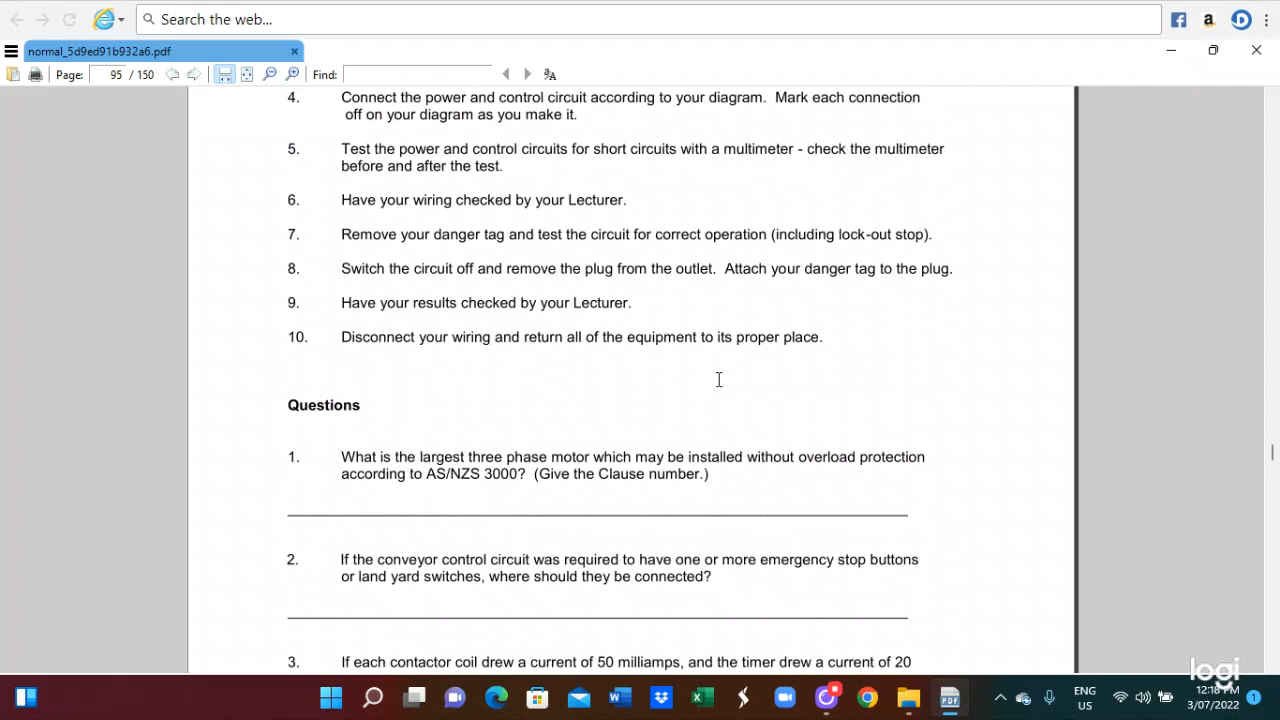 Search the web...
normal_5d9ed91b932a6.pdf
Page: 95 / 150 Find:
4. Connect the power and control circuit according to your diagram. Mark each connection
off on your diagram as you make it.
5. Test the power and control circuits for short circuits with a multimeter - check the multimeter
before and after the test.
6. Have your wiring checked by your Lecturer.
7. Remove your danger tag and test the circuit for correct operation (including lock-out stop).
8. Switch the circuit off and remove the plug from the outlet. Attach your danger tag to the plug.
9. Have your results checked by your Lecturer.
10. Disconnect your wiring and return all of the equipment to its proper place.
Questions
1. What is the largest three phase motor which may be installed without overload protection
according to AS/NZS 3000? (Give the Clause number.)
2. If the conveyor control circuit was required to have one or more emergency stop buttons
or land yard switches, where should they be connected?
3. If each contactor coil drew a current of 50 milliamps, and the timer drew a current of 20
logi
ENG
US
12:18 PM
3/07/2022